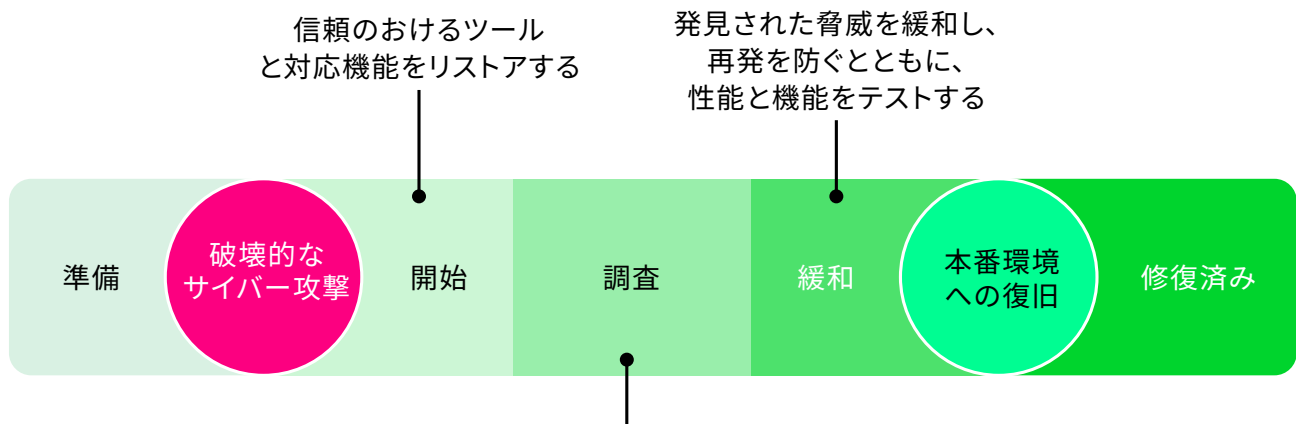 信頼のおけるツール
と対応機能をリストアする
発見された脅威を緩和し、
再発を防ぐとともに、
性能と機能をテストする
準備
破壊的な
サイバー攻撃
開始
調査
緩和
本番環境
への復旧
修復済み